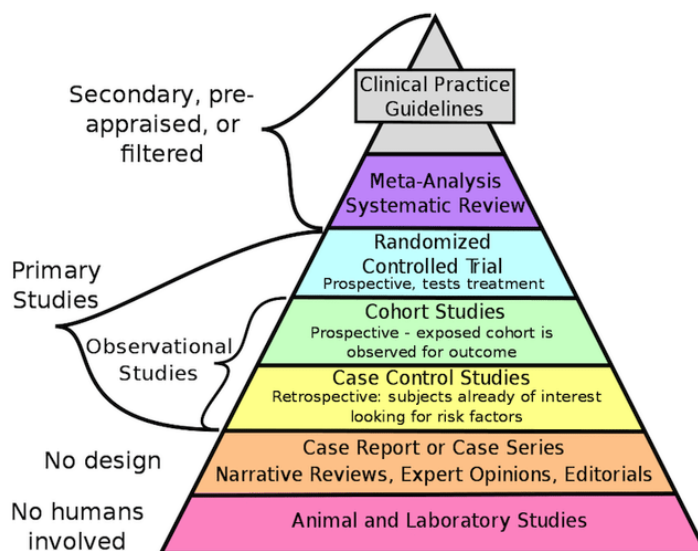 Clinical Practice
Guidelines
Secondary, pre-
appraised, or
filtered
Meta-Analysis
Systematic Review
Randomized
Controlled Trial
Prospective, tests treatment
Primary
Studies
Cohort Studies
Prospective - exposed cohort is
observed for outcome
Observational
Studies
Case Control Studies
Retrospective: subjects already of interest
looking for risk factors
No design
Case Report or Case Series
Narrative Reviews, Expert Opinions, Editorials
No humans
involved
Animal and Laboratory Studies